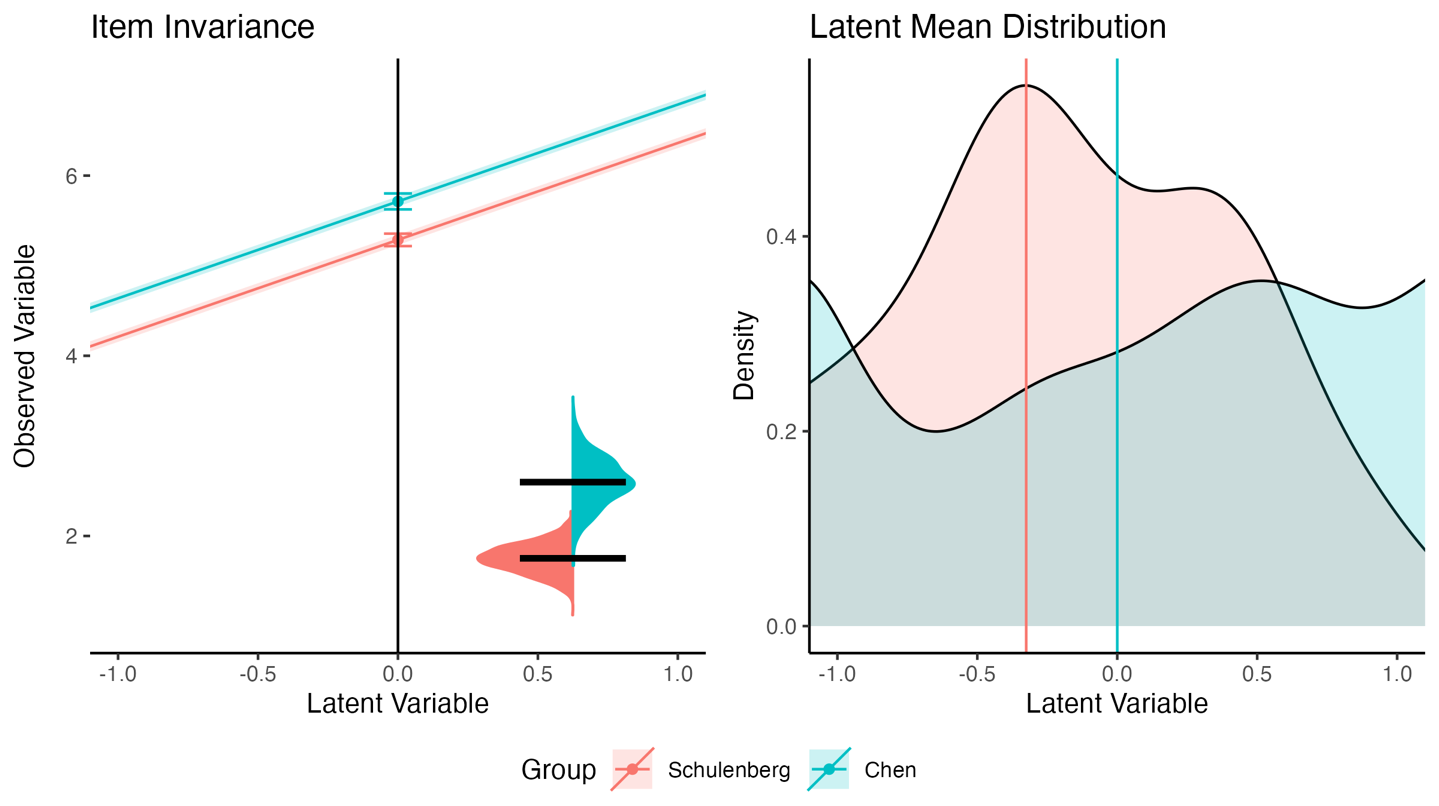 Item Invariance
Observed Variable
6
4
2
-1.0 -0.5 0.0 0.5 1.0
Latent Variable
Latent Mean Distribution
Density
0.4
0.2
0.0
-1.0 -0.5 0.0 0.5 1.0
Latent Variable
Group Schulenberg Chen